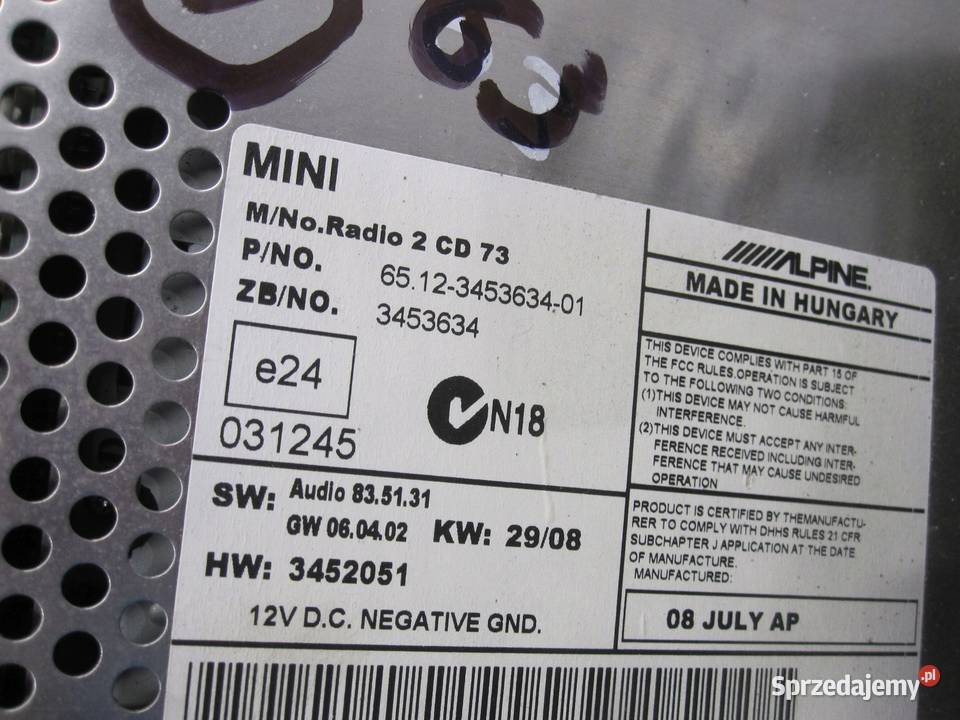 63
MINI
M/No.Radio 2 CD 73
P/NO. 65.12-3453634-01
ZB/NO. 3453634
e24
031245
N18
SW: Audio 83.51.31
GW 06.04.02 KW: 29/08
HW: 3452051
12V D.C. NEGATIVE GND.
ALPINE.
MADE IN HUNGARY
THIS DEVICE COMPLIES WITH PART 15 OF
THE FCC RULES.OPERATION IS SUBJECT
TO THE FOLLOWING TWO CONDITIONS:
(1)THIS DEVICE MAY NOT CAUSE HARMFUL
INTERFERENCE.
(2)THIS DEVICE MUST ACCEPT ANY INTER-
FERENCE RECEIVED INCLUDING INTER-
FERENCE THAT MAY CAUSE UNDESIRED
OPERATION
PRODUCT IS CERTIFIED BY THEMANUFACTU-
RER TO COMPLY WITH DHHS RULES 21 CFR
SUBCHAPTER J APPLICATION AT THE DATE
OF MANUFACTURE.
MANUFACTURED:
08 JULY AP
Sprzedajemy.pl